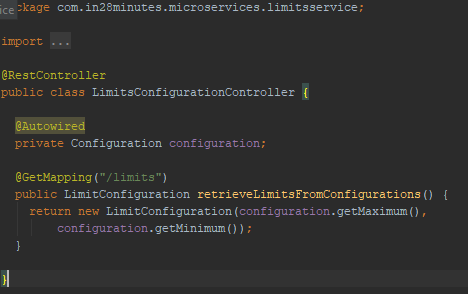 ice
ckage com.in28minutes.microservices.limitsservice;
import ...
@RestController
public class LimitsConfigurationController {
@Autowired
private Configuration configuration;
@GetMapping("/limits")
public LimitConfiguration retrieveLimitsFromConfigurations() {
return new LimitConfiguration(configuration.getMaximum(),
configuration.getMinimum());
}
}